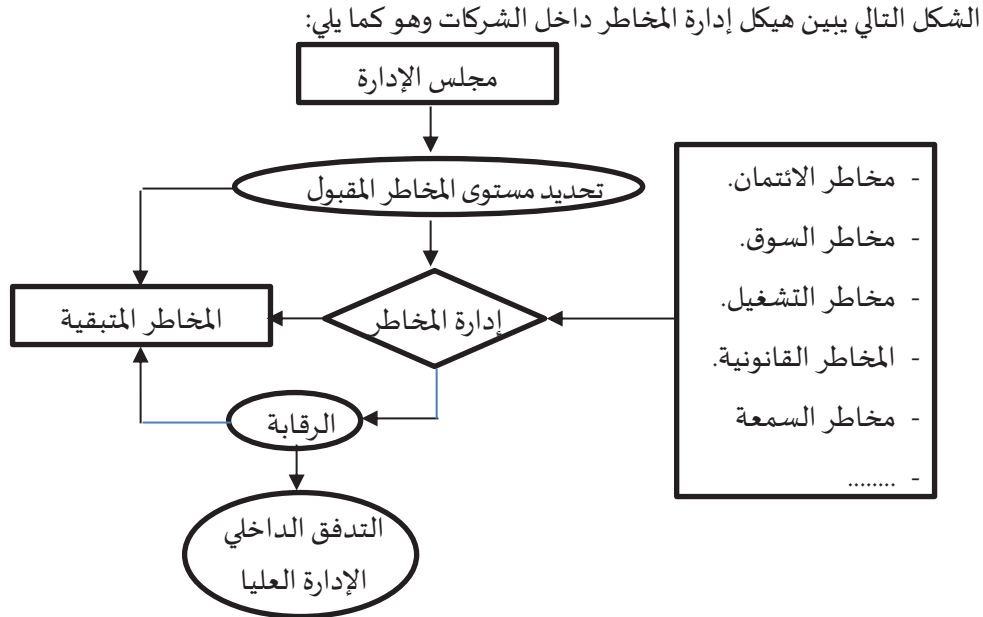 الشكل التالي يبين هيكل إدارة المخاطر داخل الشركات وهو كما يلي:
مجلس الإدارة
تحديد مستوى المخاطر المقبول
- مخاطر الائتمان.
- مخاطر السوق.
- مخاطر التشغيل.
- المخاطر القانونية.
- مخاطر السمعة
- ........
إدارة المخاطر
المخاطر المتبقية
الرقابة
التدفق الداخلي
الإدارة العليا